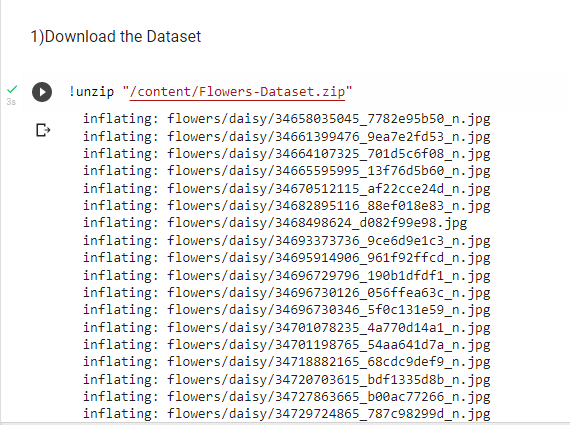 1)Download the Dataset
!unzip "/content/Flowers-Dataset.zip"
3s
inflating: flowers/daisy/34658035045_7782e95b50_n.jpg
inflating: flowers/daisy/34661399476_9ea7e2fd53_n.jpg
inflating: flowers/daisy/34664107325_701d5c6f08_n.jpg
inflating: flowers/daisy/34665595995_13f76d5b60_n.jpg
inflating: flowers/daisy/34670512115_af22cce24d_n.jpg
inflating: flowers/daisy/34682895116_88ef018e83_n.jpg
inflating: flowers/daisy/3468498624_d082f99e98.jpg
inflating: flowers/daisy/34693373736_9ce6d9e1c3_n.jpg
inflating: flowers/daisy/34695914906_961f92ffcd_n.jpg
inflating: flowers/daisy/34696729796_190b1dfdf1_n.jpg
inflating: flowers/daisy/34696730126_056ffea63c_n.jpg
inflating: flowers/daisy/34696730346_5f0c131e59_n.jpg
inflating: flowers/daisy/34701078235_4a770d14a1_n.jpg
inflating: flowers/daisy/34701198765_54aa641d7a_n.jpg
inflating: flowers/daisy/34718882165_68cdc9def9_n.jpg
inflating: flowers/daisy/34720703615_bdf1335d8b_n.jpg
inflating: flowers/daisy/34727863665_b00ac77266_n.jpg
inflating: flowers/daisy/34729724865_787c98299d_n.jpg